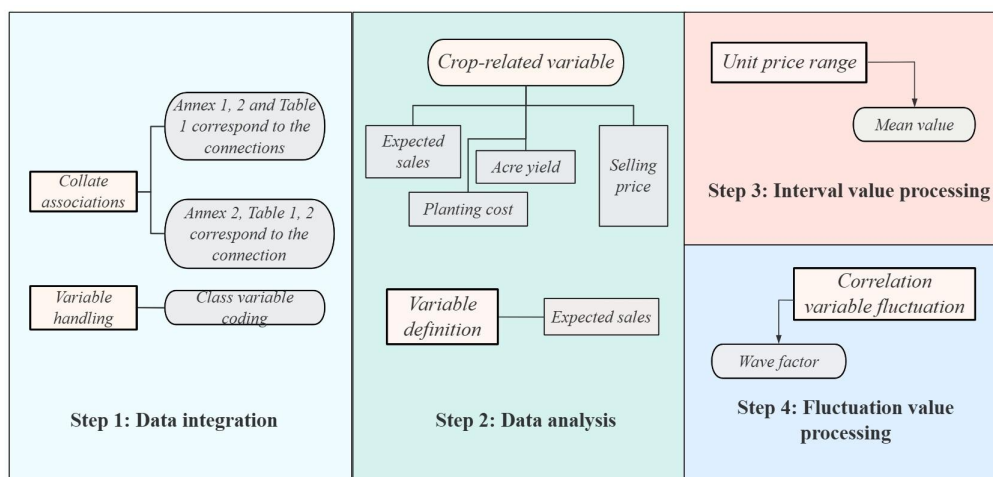 Annex 1, 2 and Table
1 correspond to the
connections
Collate
associations
Annex 2, Table 1, 2
correspond to the
connection
Variable
handling
Class variable
coding
Step 1: Data integration
Crop-related variable
Expected
sales
Acre yield
Selling
price
Planting cost
Variable
definition
Expected sales
Step 2: Data analysis
Unit price range
Mean value
Step 3: Interval value processing
Correlation
variable fluctuation
Wave factor
Step 4: Fluctuation value
processing